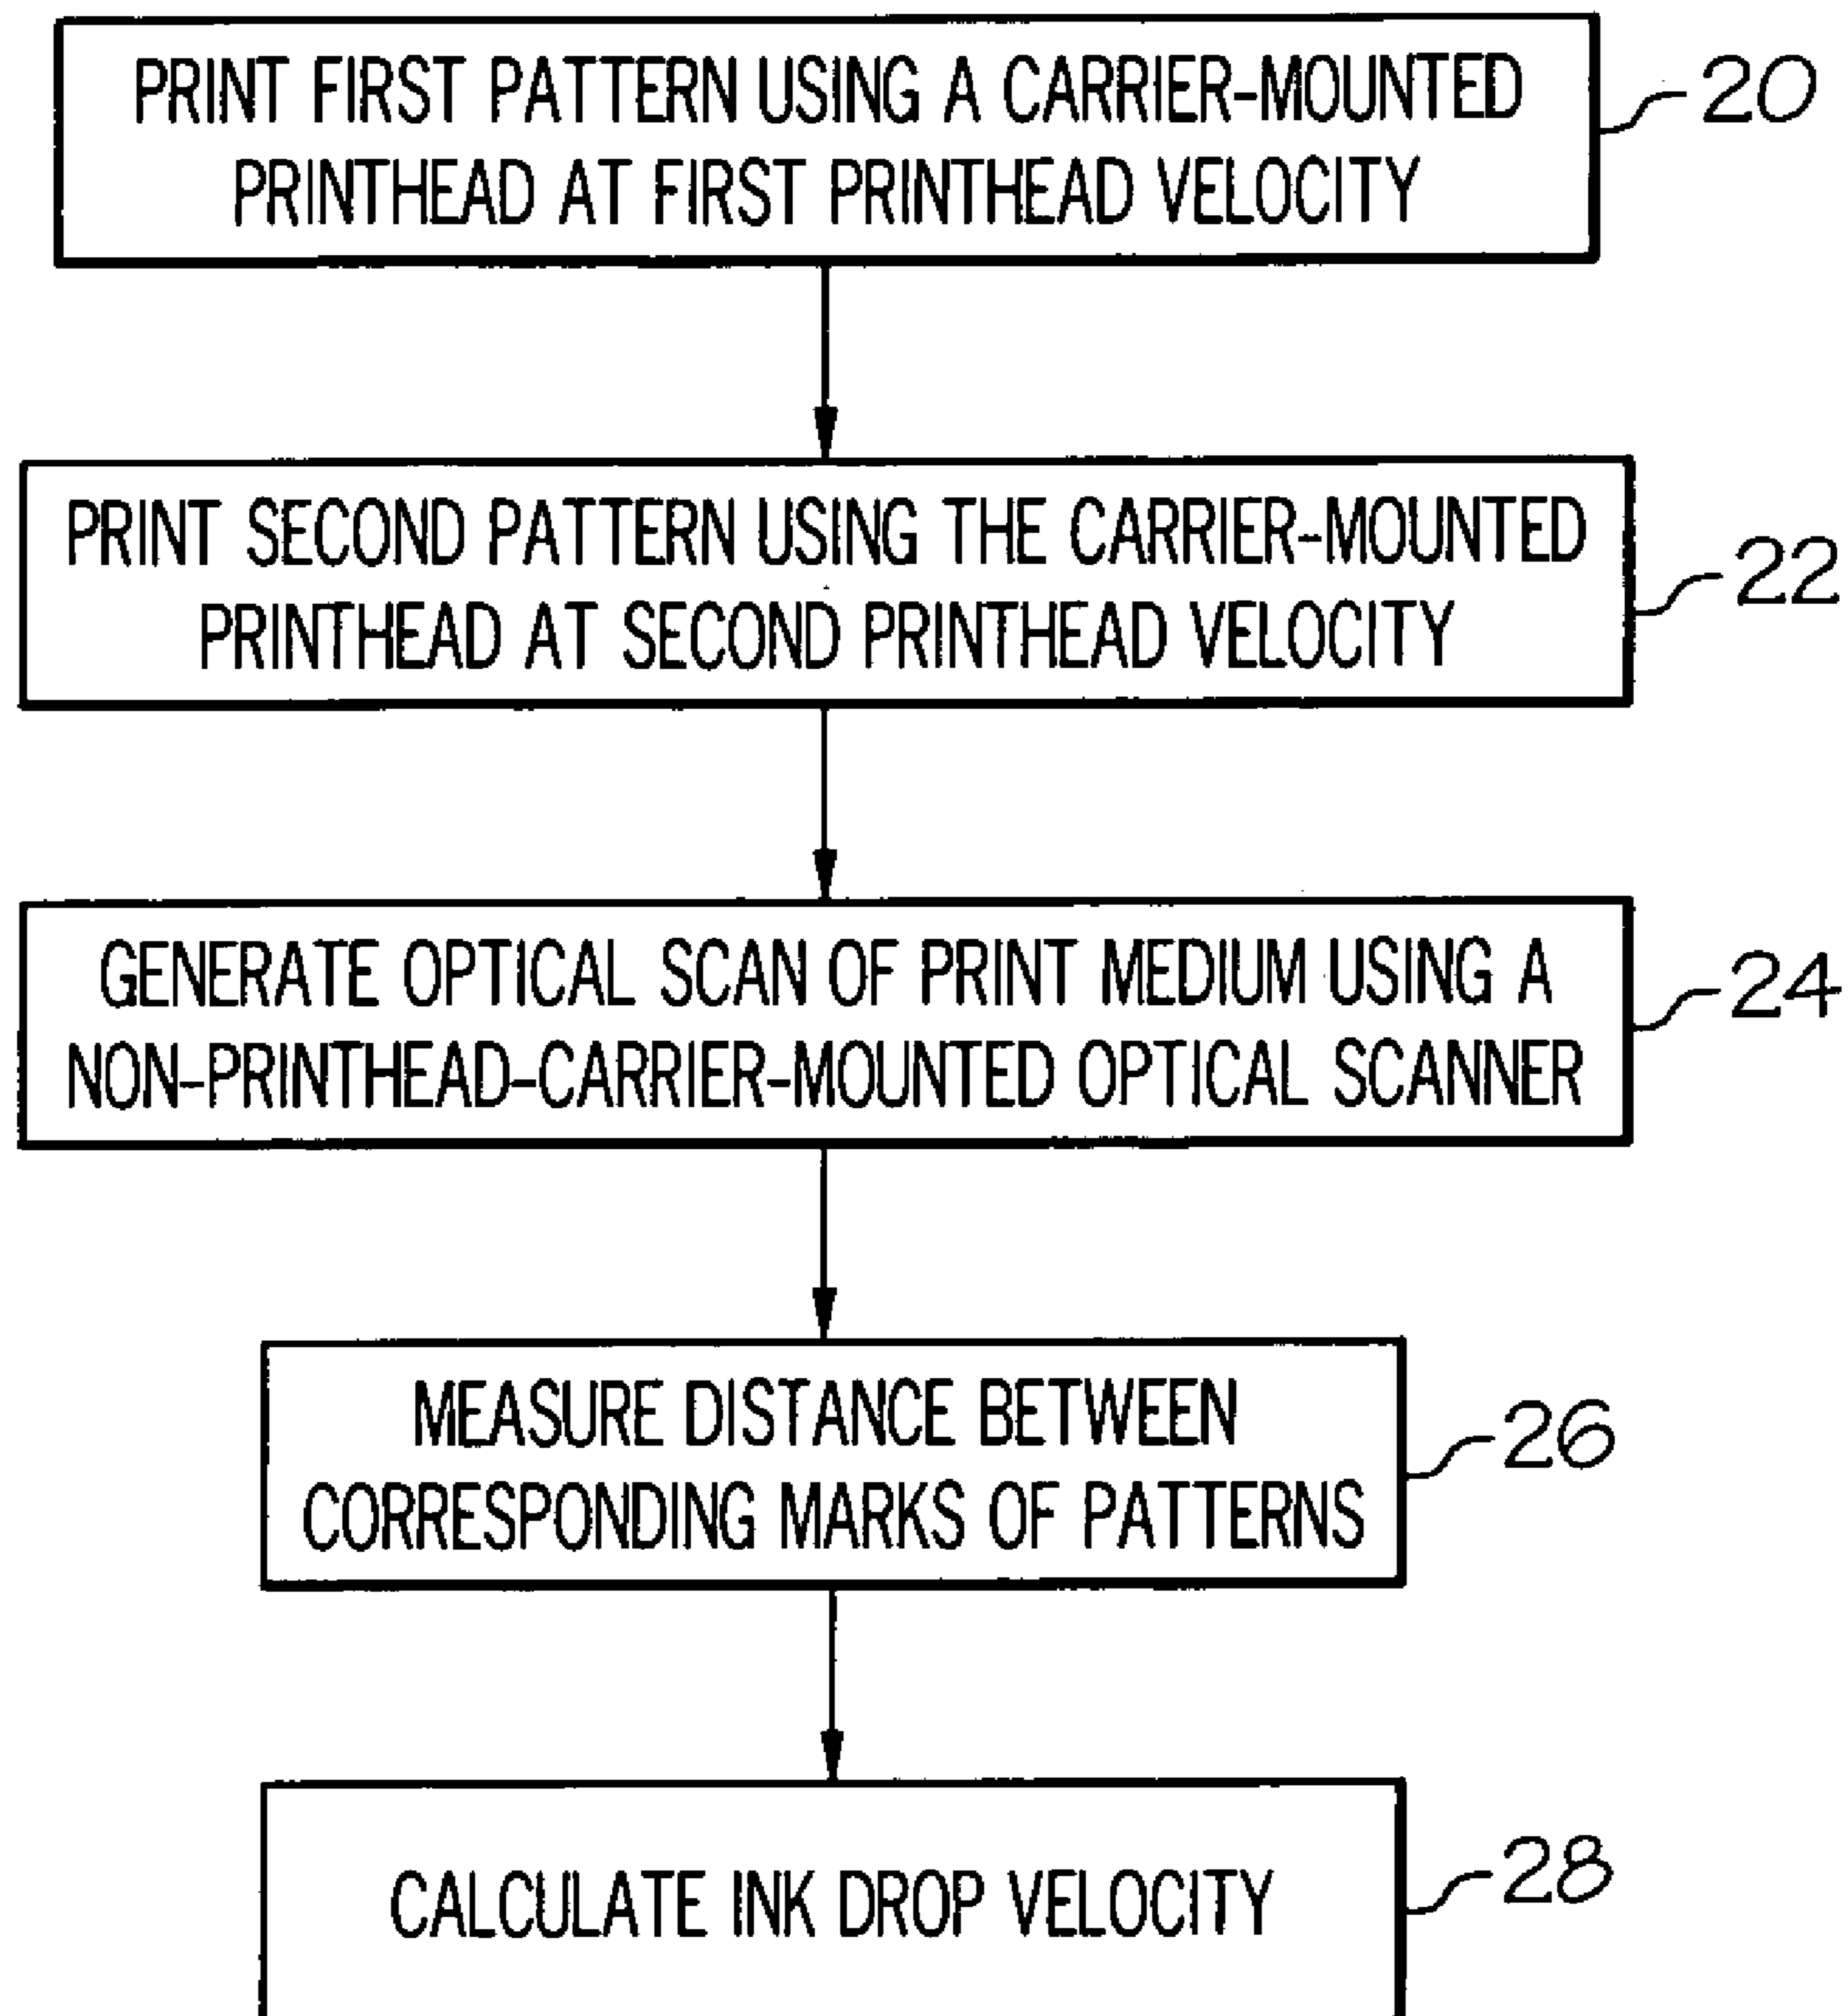 PRINT FIRST PATTERN USING A CARRIER-MOUNTED
PRINTHEAD AT FIRST PRINTHEAD VELOCITY
20
PRINT SECOND PATTERN USING THE CARRIER-MOUNTED
PRINTHEAD AT SECOND PRINTHEAD VELOCITY
22
GENERATE OPTICAL SCAN OF PRINT MEDIUM USING A
NON-PRINTHEAD-CARRIER-MOUNTED OPTICAL SCANNER
24
MEASURE DISTANCE BETWEEN
CORRESPONDING MARKS OF PATTERNS
26
CALCULATE INK DROP VELOCITY
28